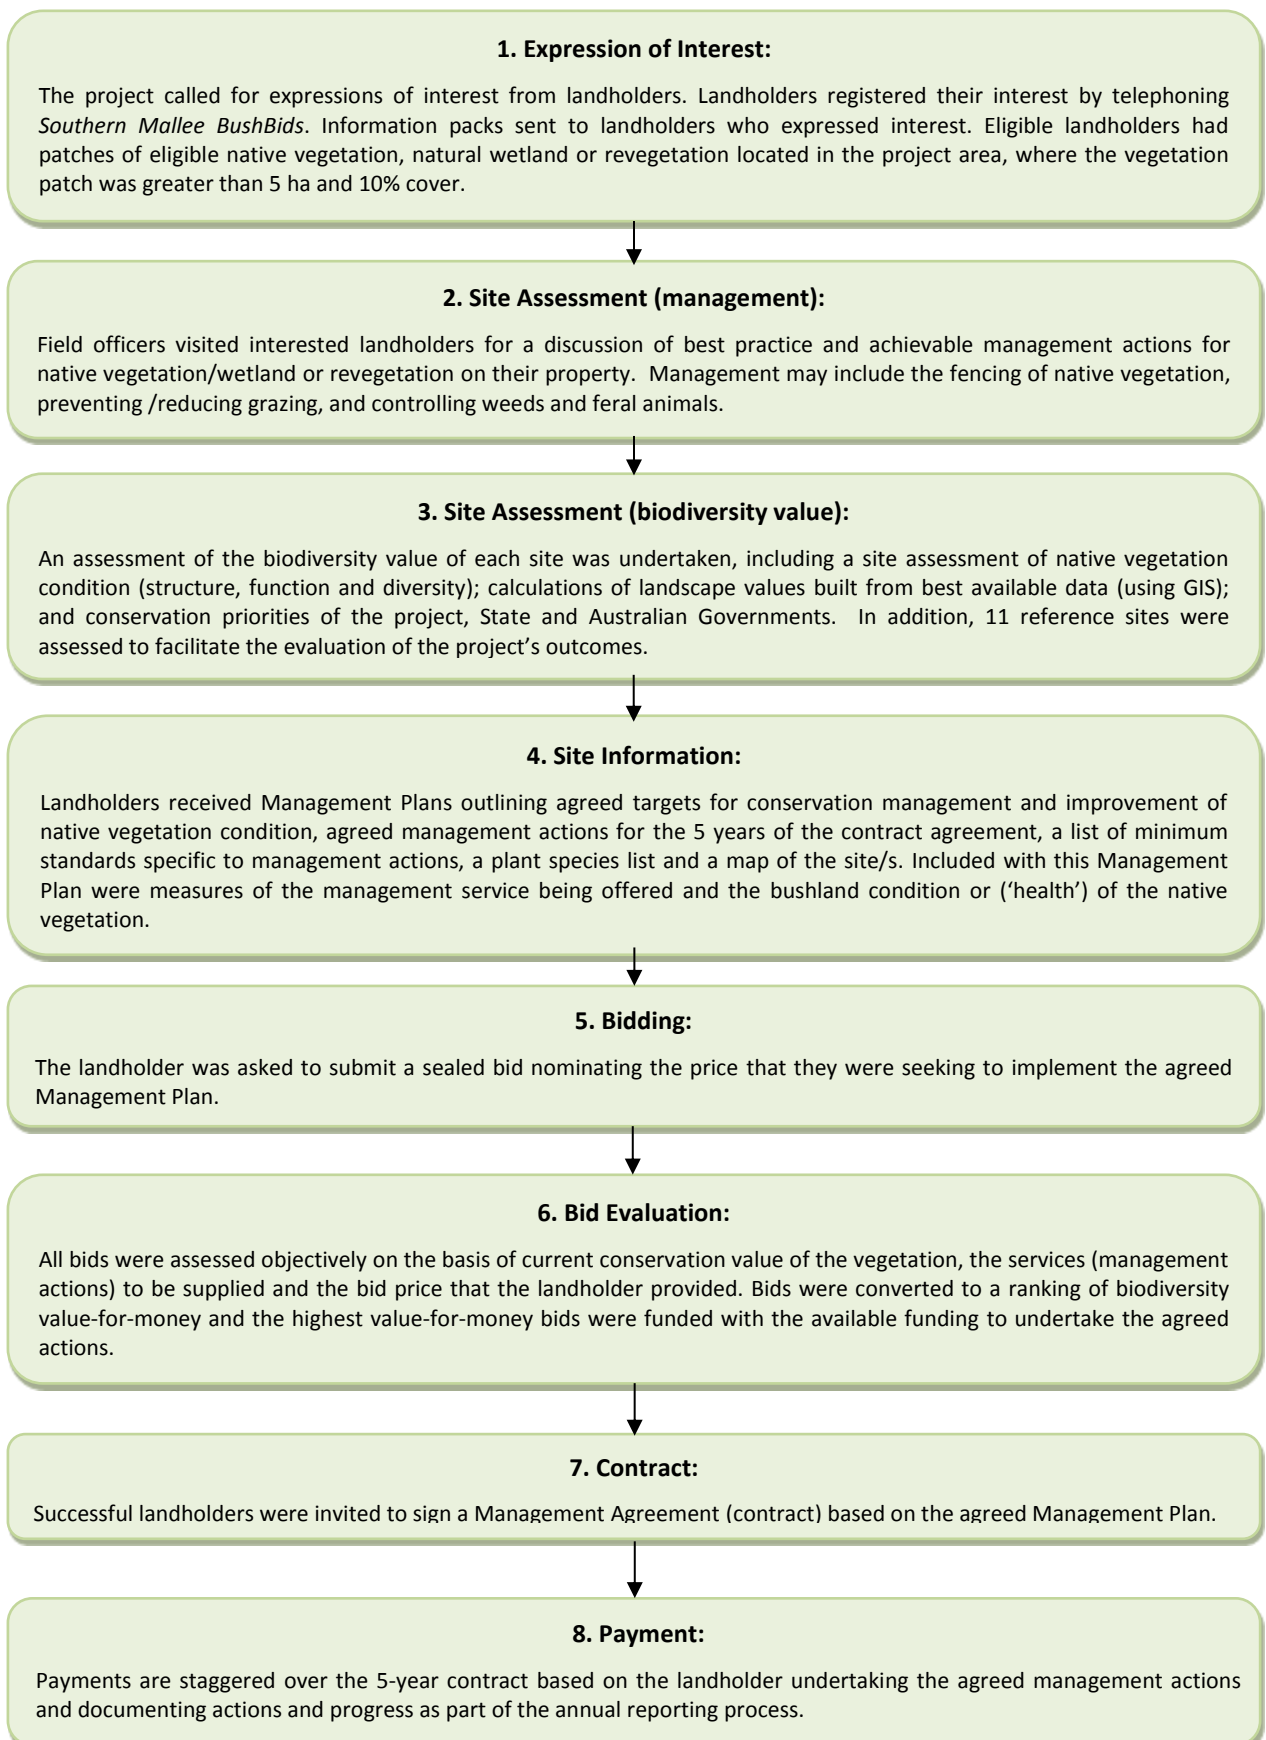 1. Expression of Interest:
The project called for expressions of interest from landholders. Landholders registered their interest by telephoning
Southern Mallee BushBids. Information packs sent to landholders who expressed interest. Eligible landholders had
patches of eligible native vegetation, natural wetland or revegetation located in the project area, where the vegetation
patch was greater than 5 ha and 10% cover.
2. Site Assessment (management):
Field officers visited interested landholders for a discussion of best practice and achievable management actions for
native vegetation/wetland or revegetation on their property. Management may include the fencing of native vegetation,
preventing /reducing grazing, and controlling weeds and feral animals.
3. Site Assessment (biodiversity value):
An assessment of the biodiversity value of each site was undertaken, including a site assessment of native vegetation
condition (structure, function and diversity); calculations of landscape values built from best available data (using GIS);
and conservation priorities of the project, State and Australian Governments. In addition, 11 reference sites were
assessed to facilitate the evaluation of the project's outcomes.
4. Site Information:
Landholders received Management Plans outlining agreed targets for conservation management and improvement of
native vegetation condition, agreed management actions for the 5 years of the contract agreement, a list of minimum
standards specific to management actions, a plant species list and a map of the site/s. Included with this Management
Plan were measures of the management service being offered and the bushland condition or ('health') of the native
vegetation.
5. Bidding:
The landholder was asked to submit a sealed bid nominating the price that they were seeking to implement the agreed
Management Plan.
6. Bid Evaluation:
All bids were assessed objectively on the basis of current conservation value of the vegetation, the services (management
actions) to be supplied and the bid price that the landholder provided. Bids were converted to a ranking of biodiversity
value-for-money and the highest value-for-money bids were funded with the available funding to undertake the agreed
actions.
7. Contract:
Successful landholders were invited to sign a Management Agreement (contract) based on the agreed Management Plan.
8. Payment:
Payments are staggered over the 5-year contract based on the landholder undertaking the agreed management actions
and documenting actions and progress as part of the annual reporting process.